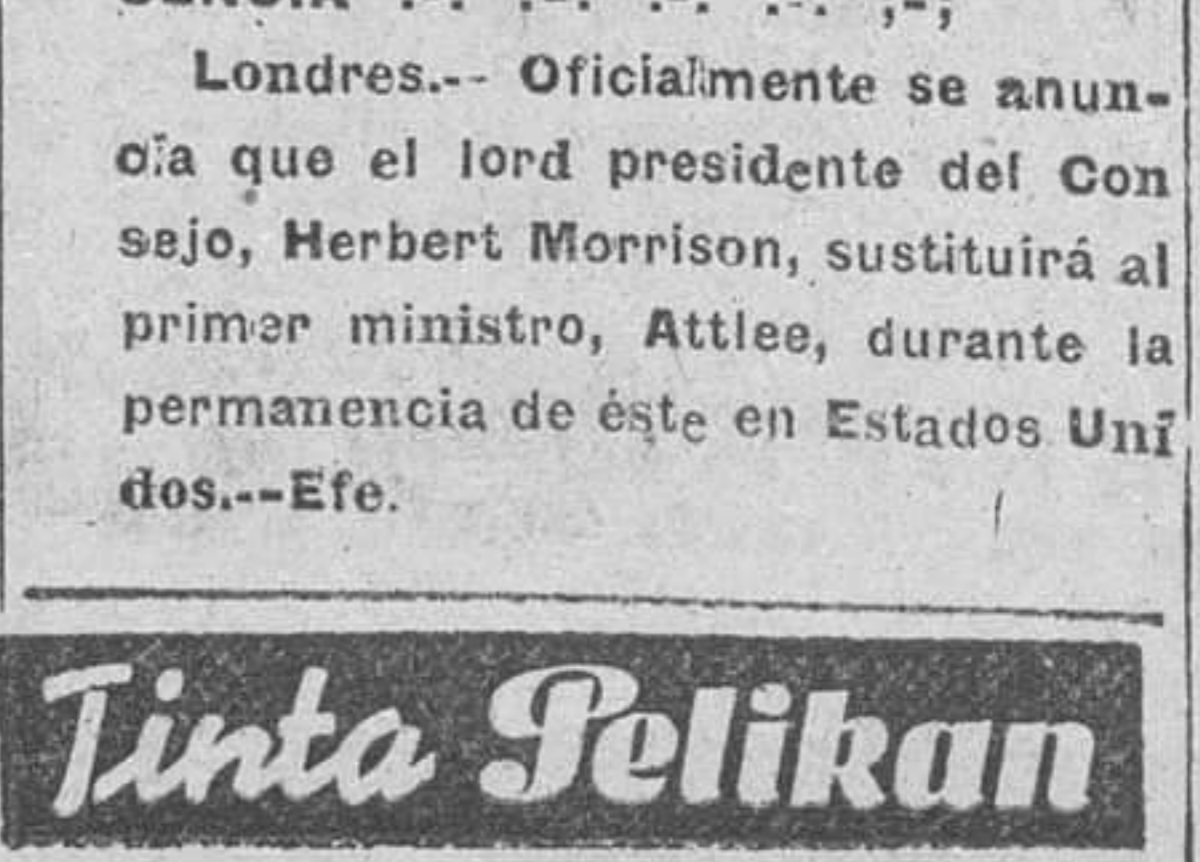 Londres.-- Oficialmente se anun-
cia que el lord presidente del Con
sejo, Herbert Morrison, sustituirá al
primer ministro, Attlee, durante la
permanencia de éste en Estados Uni
dos.--Efe.
Tinta Pelikan